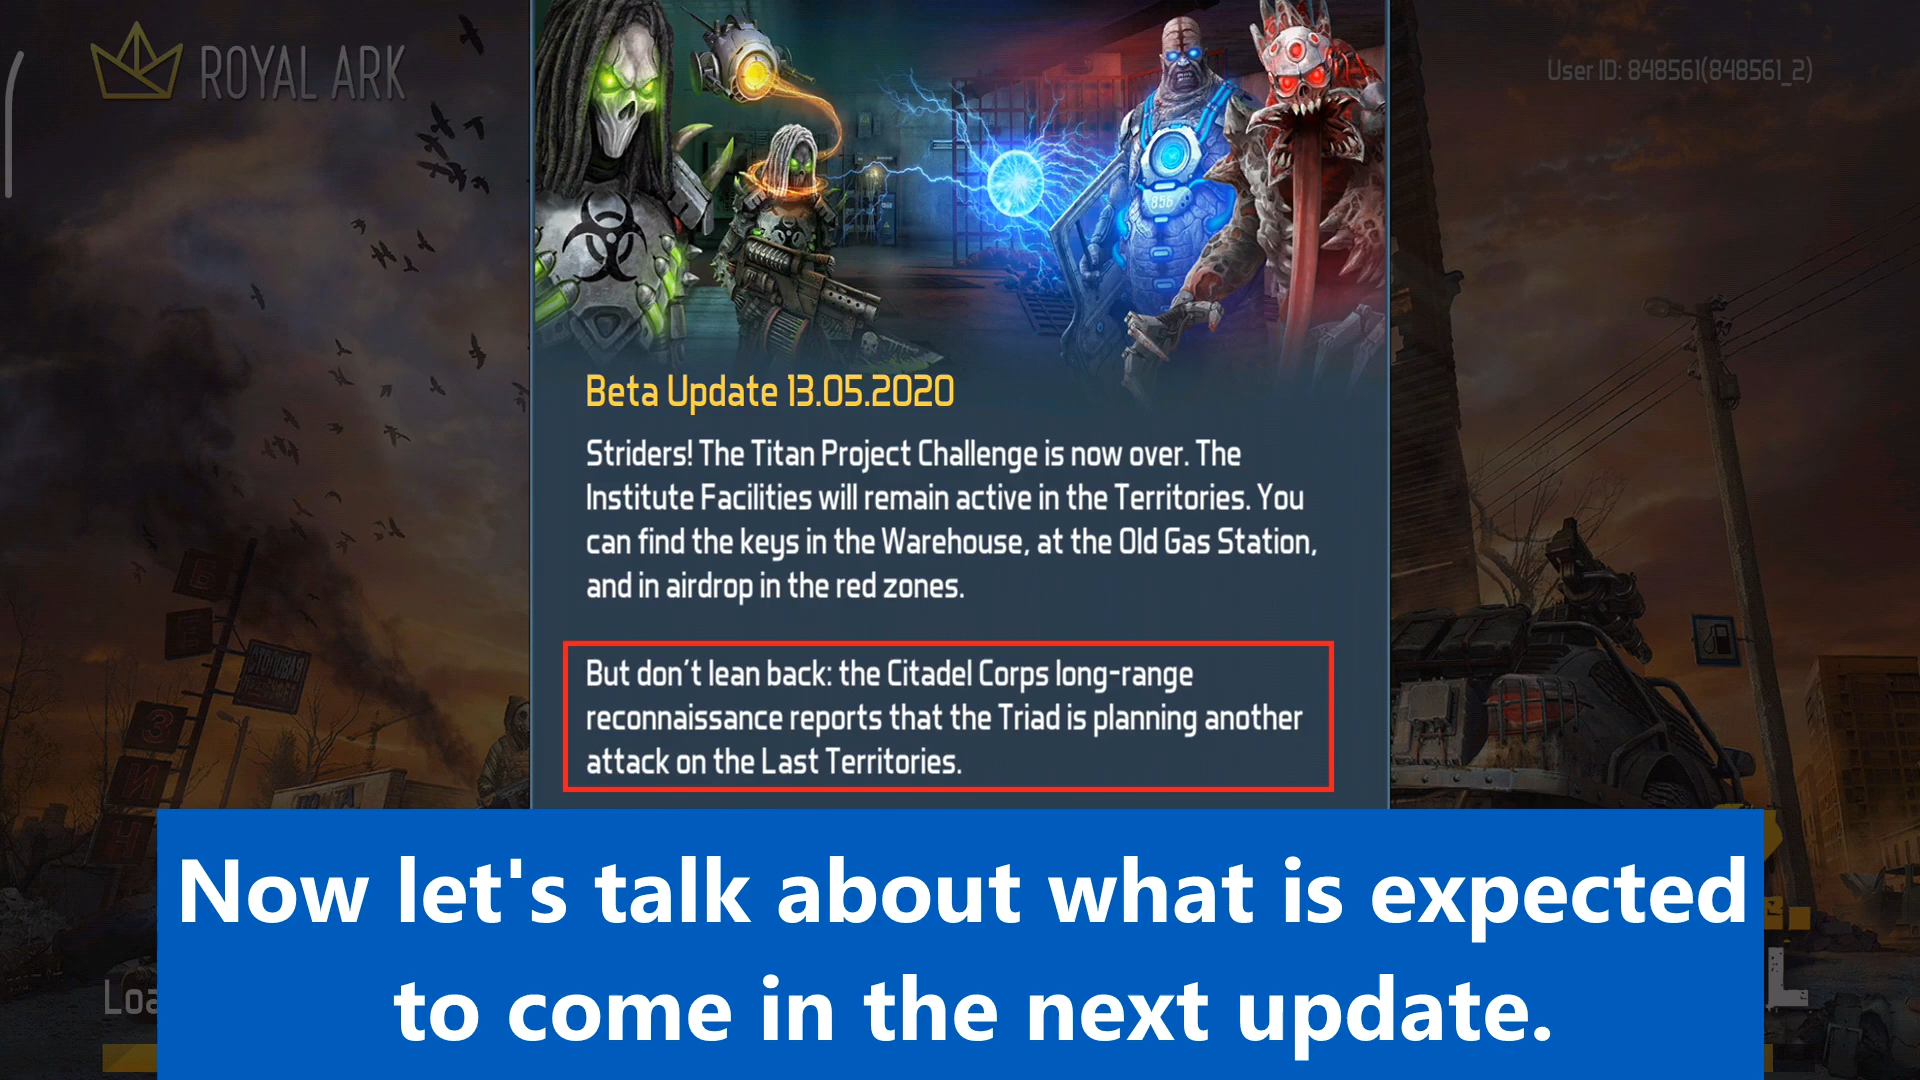 ROYAL ARK
User ID: 848561(848561_2)
856
Beta Update 13.05.2020
Striders! The Titan Project Challenge is now over. The
Institute Facilities will remain active in the Territories. You
can find the keys in the Warehouse, at the Old Gas Station,
and in airdrop in the red zones.
But don't lean back: the Citadel Corps long-range
reconnaissance reports that the Triad is planning another
attack on the Last Territories.
Б
Е
З
И
Ч
Now let's talk about what is expected
to come in the next update.
Loa
L